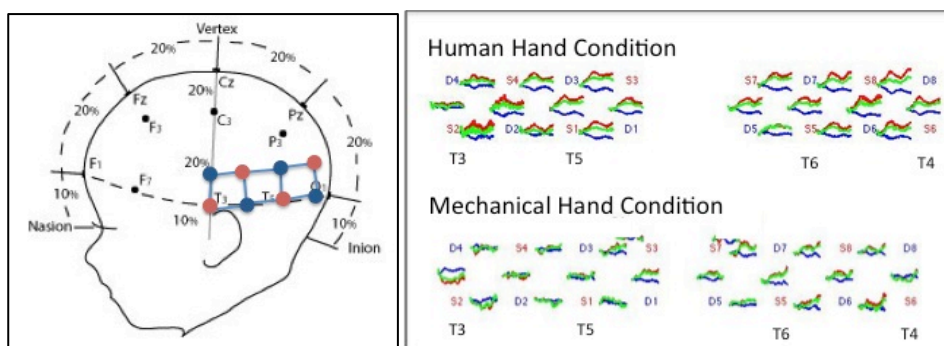 Vertex
20%
20%
Cz
20%
20%
Fz
C3
Pz
F3
P3
20%
20%
F1
20%
F7
T3
T5
O1
10%
10%
10%
Nasion
Inion
Human Hand Condition
D4 S4 D3 S3 S7 D7 S8 D8
S2 D2 S1 D1 D5 S5 D6 S6
T3 T5 T6 T4
Mechanical Hand Condition
D4 S4 D3 S3 S7 D7 S8 D8
S2 D2 S1 D1 D5 S5 D6 S6
T3 T5 T6 T4